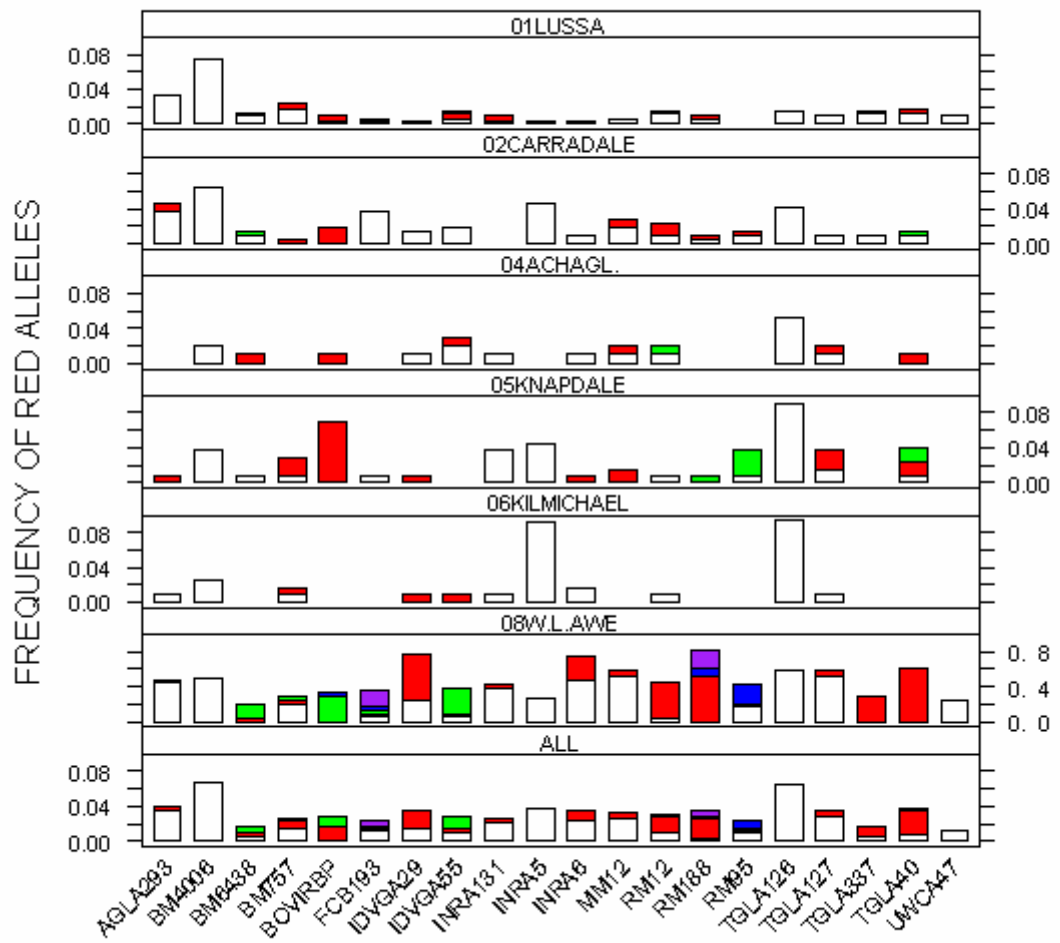 01LUSSA
0.08
0.04
0.00
02CARRADALE
0.08
0.04
0.00
04ACHAGL.
0.08
0.04
0.00
05KNAPDALE
0.08
0.04
0.00
06KILMICHAEL
0.08
0.04
0.00
08W.L.AWE
0. 8
0. 4
0. 0
ALL
0.08
0.04
0.00
FREQUENCY OF RED ALLELES
AGLA293
BM4006
BM6438
BM757
BOVIRBP
FCB193
IDVGA29
IDVGA55
INRA131
INRA5
INRA6
MM12
RM12
RM188
RM95
TGLA126
TGLA127
TGLA337
TGLA40
UWCA47